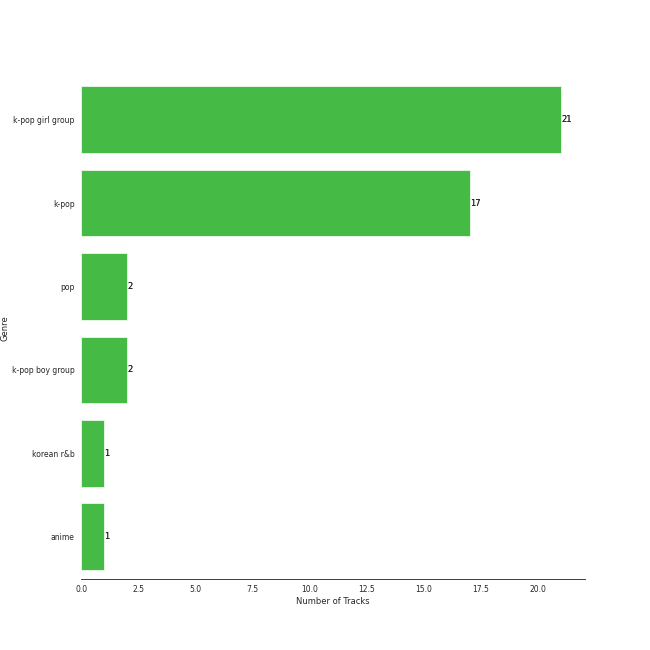 k-pop girl group
21
k-pop
17
pop
2
Genre
k-pop boy group
2
korean r&b
1
anime
1
0.0 2.5 5.0 7.5 10.0 12.5 15.0 17.5 20.0
Number of Tracks